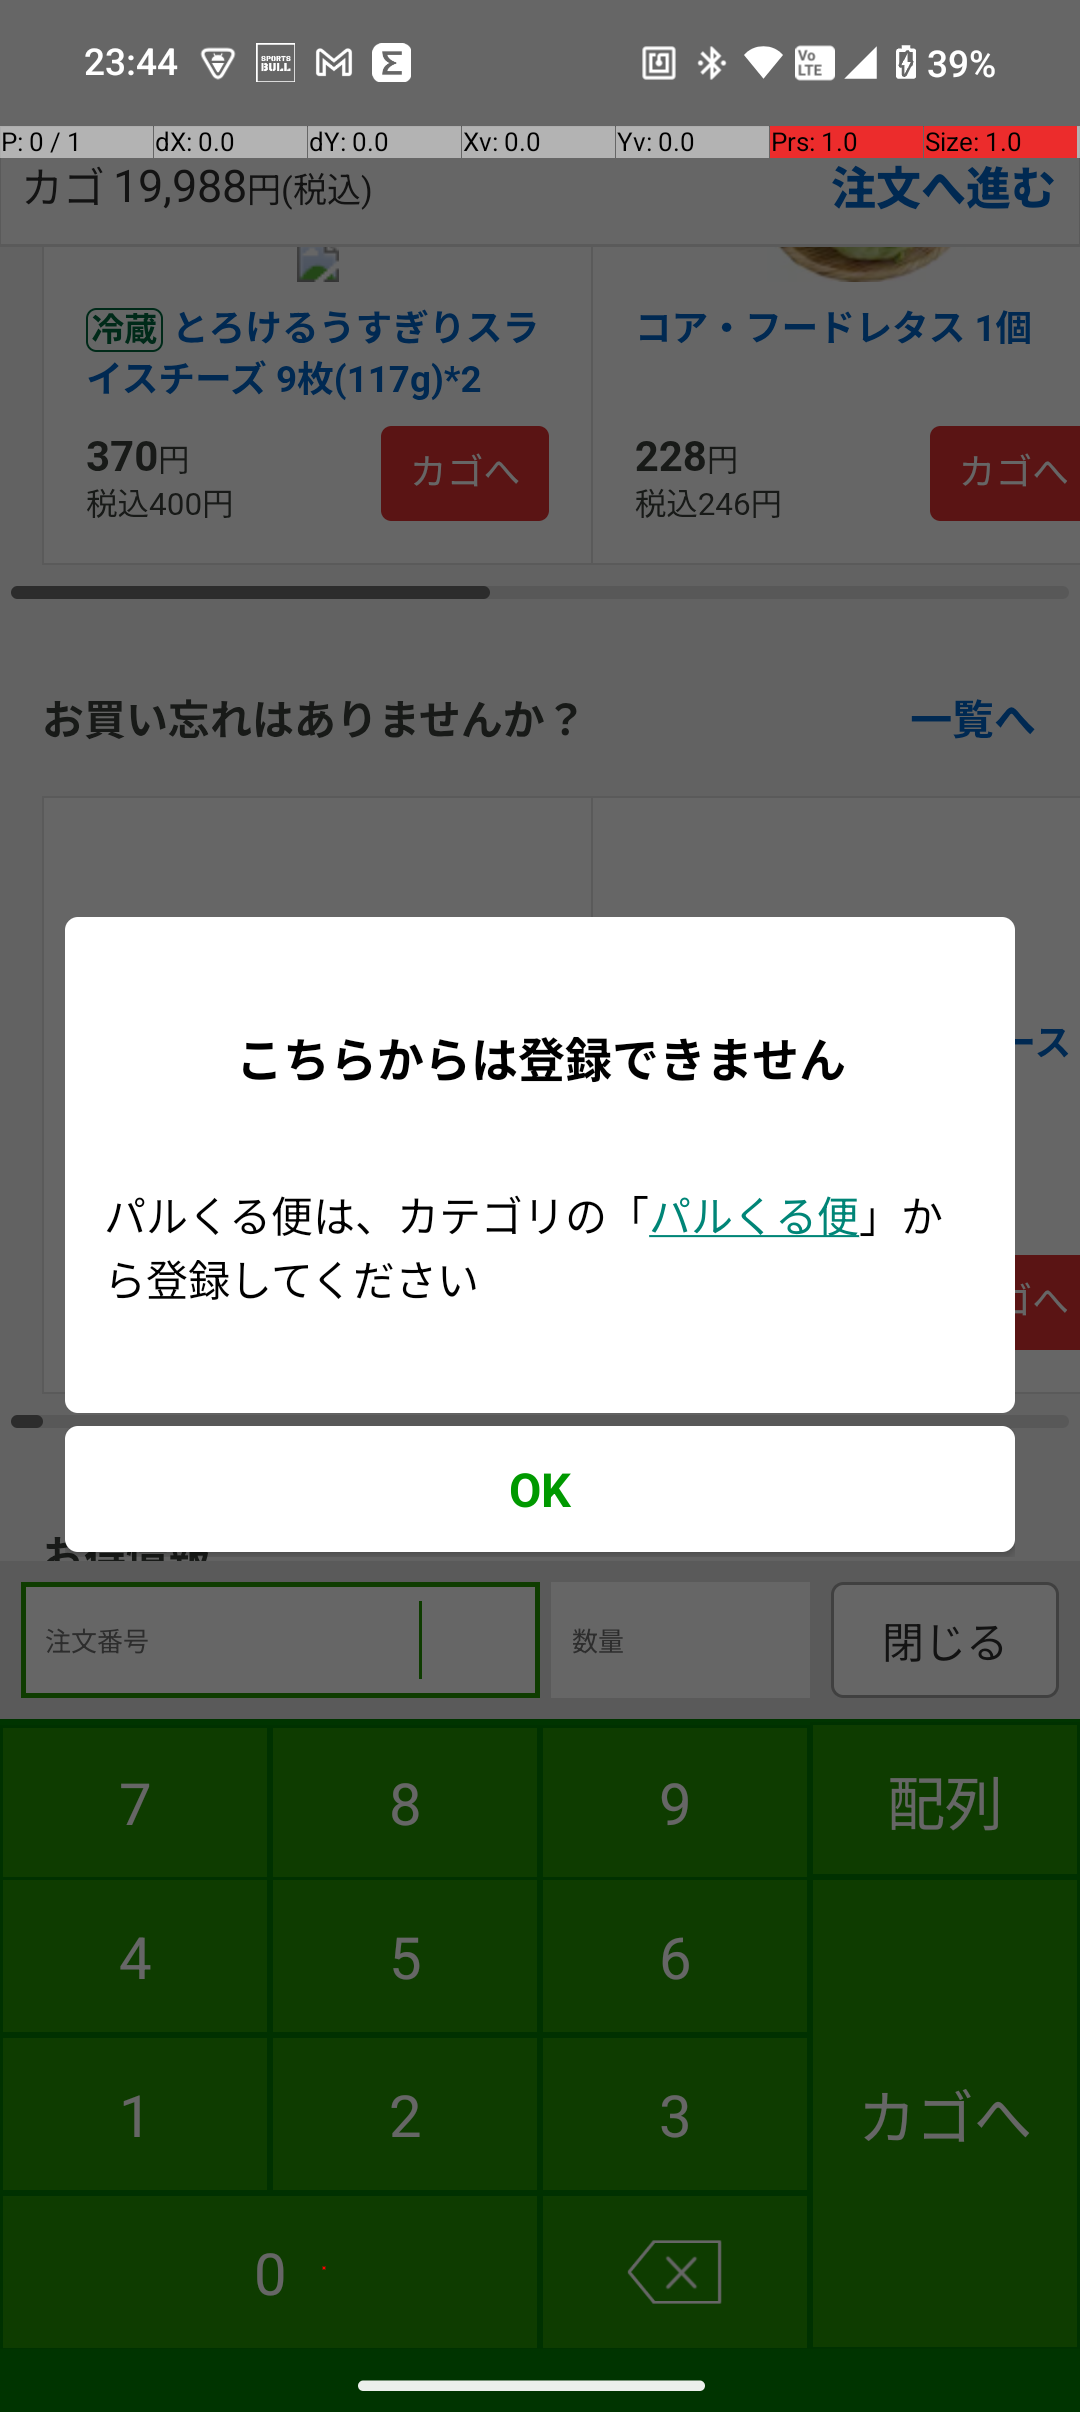 23:44
SPORTS BULL
Vo LTE
39%
P: 0 / 1
dX: 0.0
dY: 0.0
Xv: 0.0
Yv: 0.0
Prs: 1.0
Size: 1.0
カゴ 19,988円(税込)
注文へ進む
冷蔵 とろけるうすぎりスラ
イスチーズ 9枚(117g)*2
370円
税込400円
カゴへ
コア・フードレタス 1個
228円
税込246円
カゴへ
お買い忘れはありませんか？
一覧へ
ース
ゴへ
こちらからは登録できません
パルくる便は、カテゴリの「パルくる便」か
ら登録してください
OK
お得情報
注文番号
数量
閉じる
7
8
9
配列
4
5
6
1
2
3
カゴへ
0